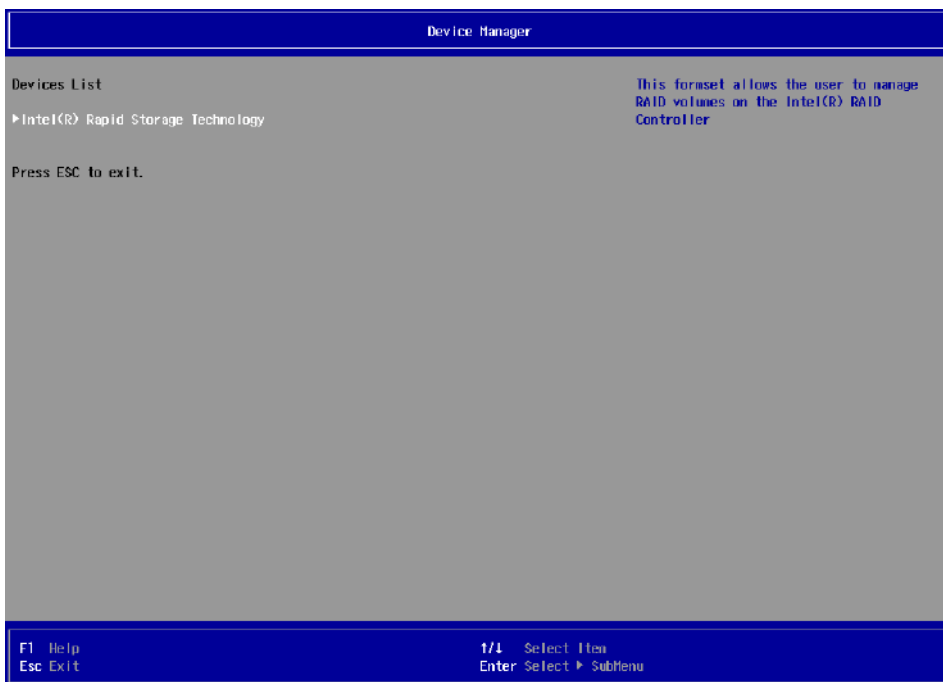 Device Manager
Devices List
▶Intel(R) Rapid Storage Technology
Press ESC to exit.
This formset allows the user to manage
RAID volumes on the Intel(R) RAID
Controller
F1 Help
Esc Exit
↑/↓ Select Item
Enter Select ▶ SubMenu